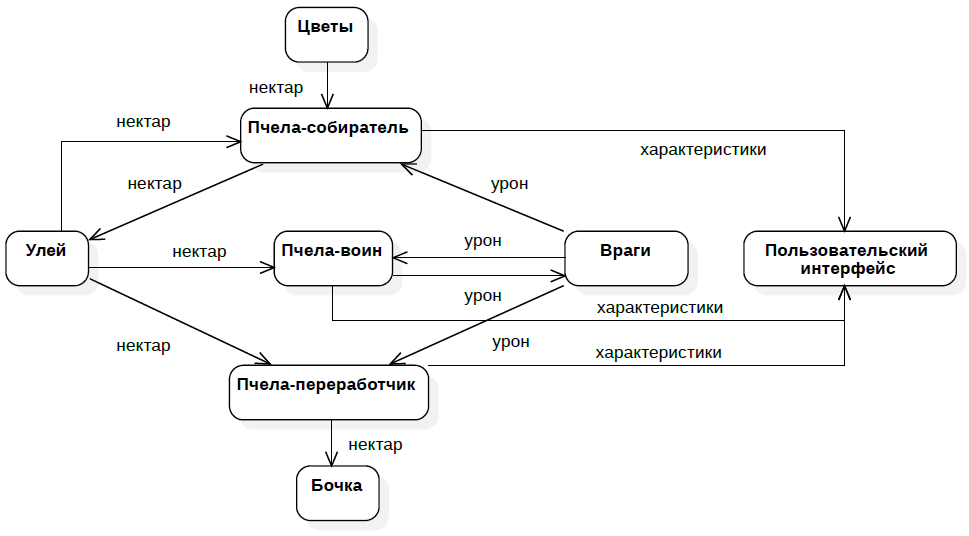 Цветы
нектар
нектар
Пчела-собиратель
характеристики
нектар
урон
Улей
нектар
Пчела-воин
урон
Враги
Пользовательский
интерфейс
урон
характеристики
нектар
урон
характеристики
Пчела-переработчик
нектар
Бочка